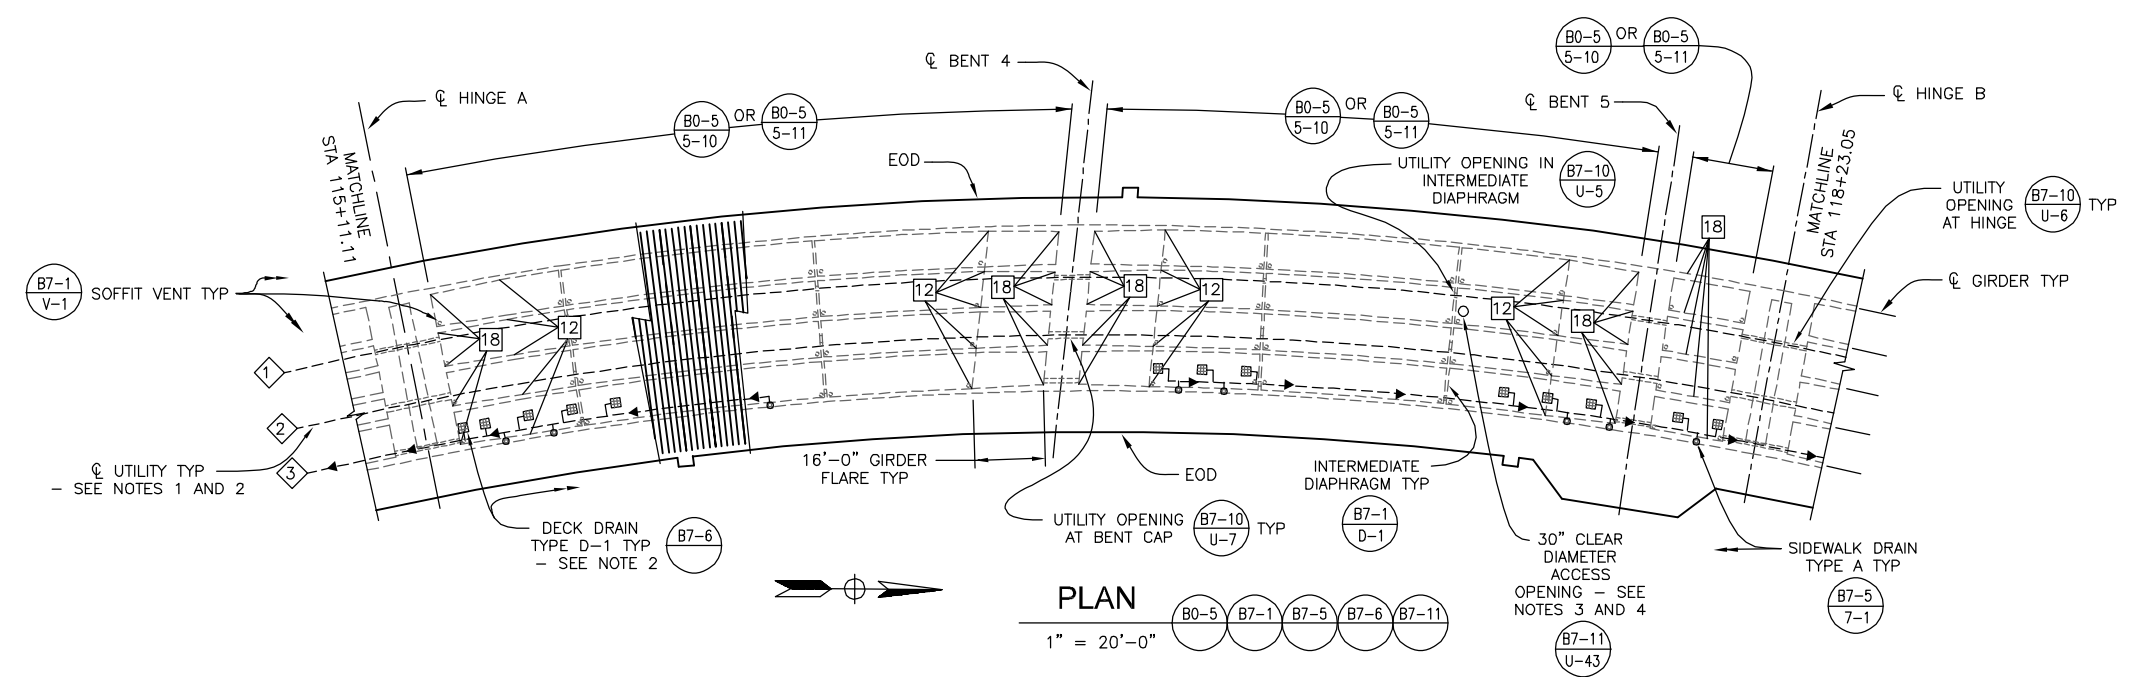 B0-5
5-10
OR
B0-5
5-11
℄ BENT 4
℄ HINGE A
B0-5
5-10
OR
B0-5
5-11
B0-5
5-10
OR
B0-5
5-11
℄ BENT 5
℄ HINGE B
MATCHLINE
STA 115+11.11
EOD
UTILITY OPENING IN
INTERMEDIATE
DIAPHRAGM
B7-10
U-5
MATCHLINE
STA 118+23.05
UTILITY
OPENING
AT HINGE
B7-10
U-6
TYP
B7-1
V-1
SOFFIT VENT TYP
18
12
12
18
18
12
12
18
18
℄ GIRDER TYP
1
2
3
℄ UTILITY TYP
- SEE NOTES 1 AND 2
16'-0" GIRDER
FLARE TYP
EOD
DECK DRAIN
TYPE D-1 TYP
- SEE NOTE 2
B7-6
UTILITY OPENING
AT BENT CAP
B7-10
U-7
TYP
INTERMEDIATE
DIAPHRAGM TYP
B7-1
D-1
30" CLEAR
DIAMETER
ACCESS
OPENING - SEE
NOTES 3 AND 4
B7-11
U-43
SIDEWALK DRAIN
TYPE A TYP
B7-5
7-1
PLAN
1" = 20'-0"
B0-5
B7-1
B7-5
B7-6
B7-11